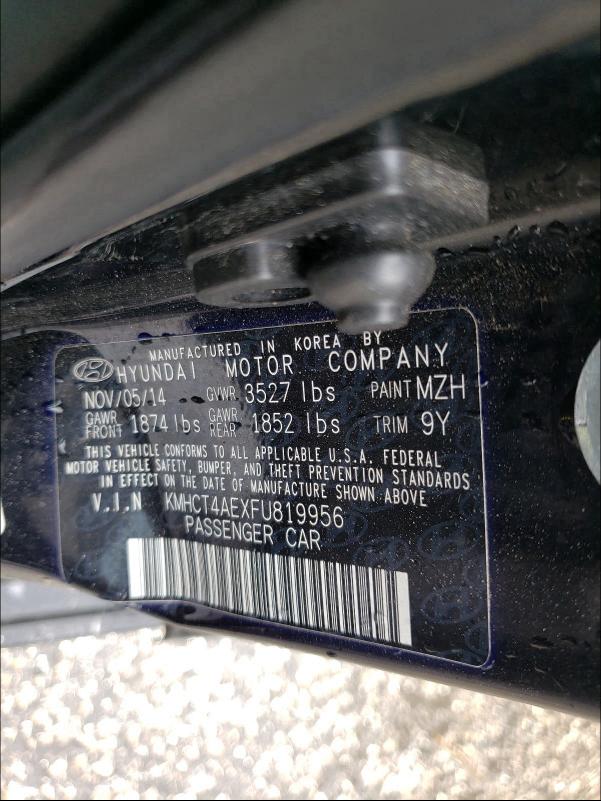 MANUFACTURED IN KOREA BY
HYUNDAI MOTOR COMPANY
NOV/05/14 GVWR 3527 lbs PAINT MZH
GAWR FRONT 1874 lbs GAWR REAR 1852 lbs TRIM 9Y
THIS VEHICLE CONFORMS TO ALL APPLICABLE U.S.A. FEDERAL
MOTOR VEHICLE SAFETY, BUMPER, AND THEFT PREVENTION STANDARDS
IN EFFECT ON THE DATE OF MANUFACTURE SHOWN ABOVE
V.I.N KMHCT4AEXFU819956
PASSENGER CAR